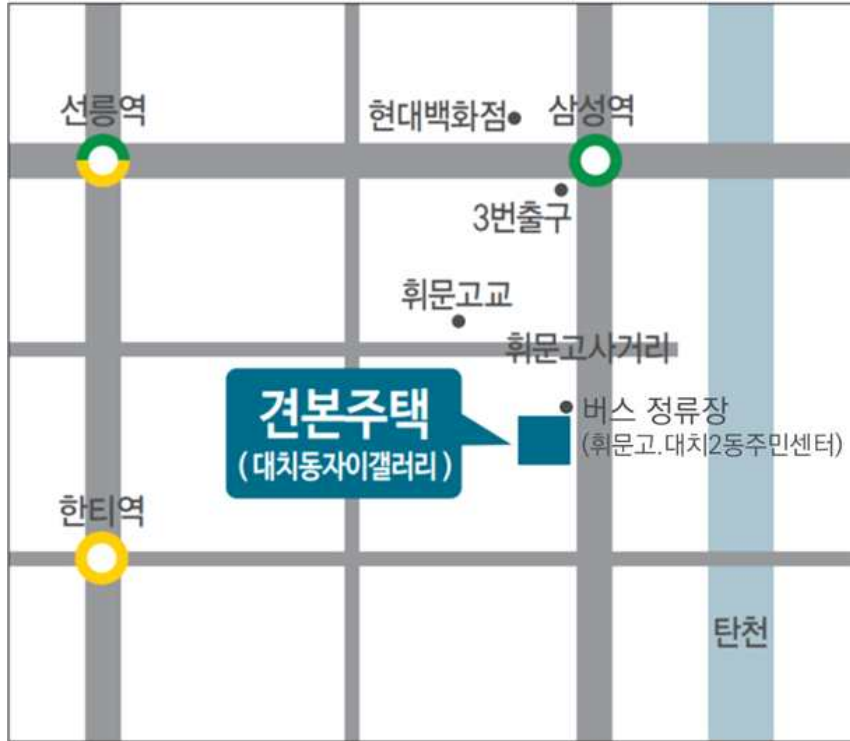 선릉역
현대백화점
삼성역
3번출구
휘문고교
휘문고사거리
견본주택
(대치동자이갤러리)
버스 정류장
(휘문고.대치2동주민센터)
한티역
탄천